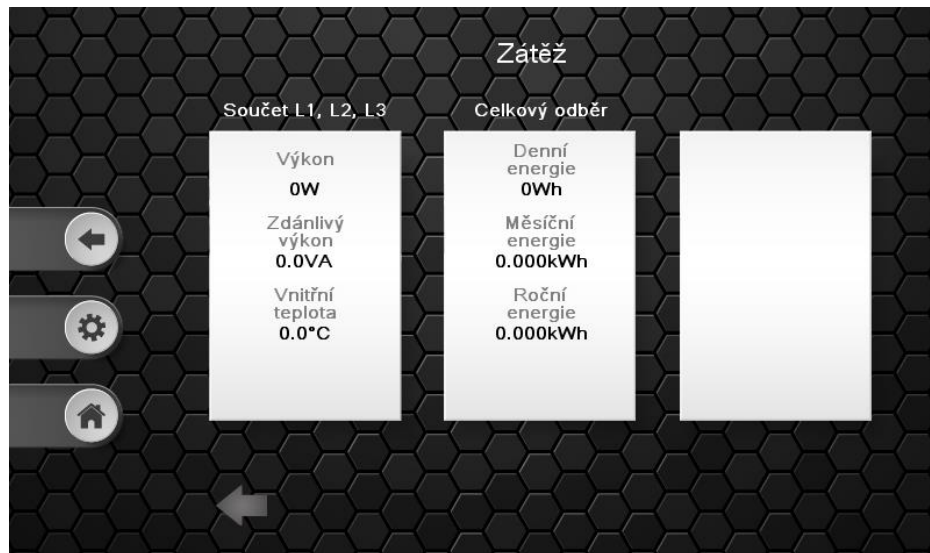 Zátěž
Součet L1, L2, L3
Výkon
0W
Zdánlivý
výkon
0.0VA
Vnitřní
teplota
0.0°C
Celkový odběr
Denní
energie
0Wh
Měsíční
energie
0.000kWh
Roční
energie
0.000kWh